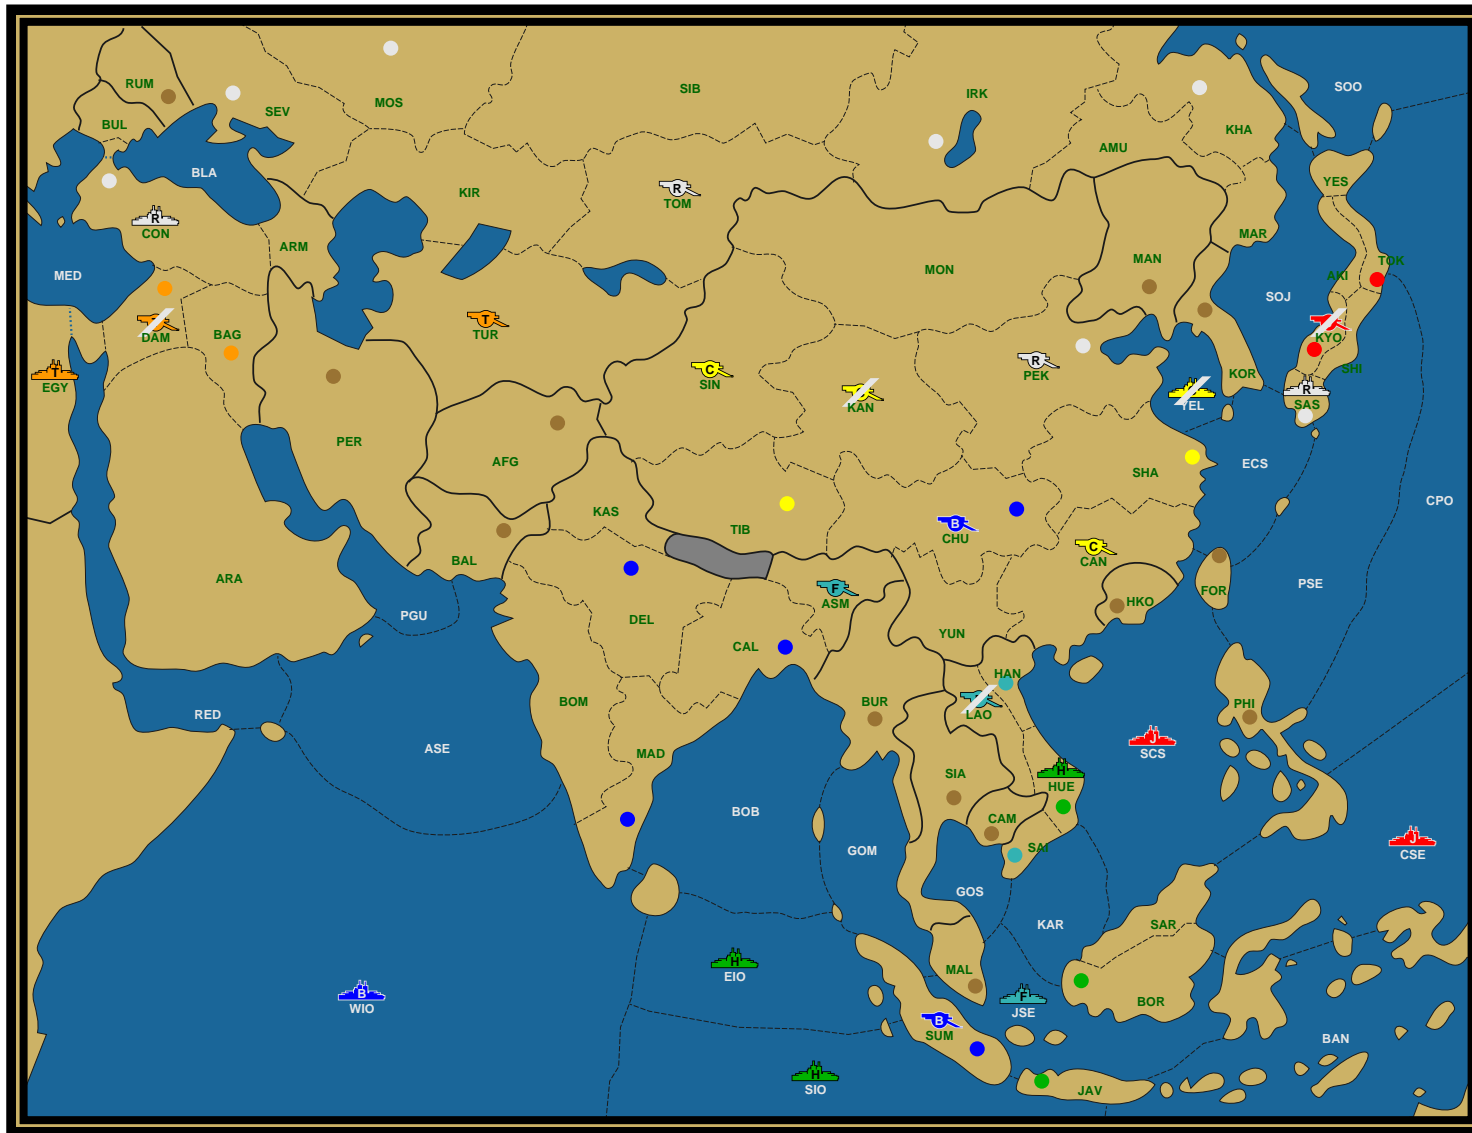 RUM
BUL
SEV
MOS
SIB
IRK
AMU
KHA
SOO
BLA
KIR
R
TOM
YES
R
CON
ARM
MED
MON
MAN
MAR
SOJ
AKI
TOK
DAM
BAG
T
TUR
T
EGY
C
SIN
KAN
R
PEK
KOR
YEL
KYO
SHI
R
SAS
PER
AFG
SHA
ECS
CPO
KAS
TIB
B
CHU
C
CAN
BAL
ARA
PGU
DEL
F
ASM
YUN
HKO
FOR
PSE
CAL
HAN
LAO
RED
BOM
BUR
PHI
ASE
MAD
J
SCS
SIA
H
HUE
BOB
CAM
SAI
GOM
J
CSE
GOS
KAR
SAR
H
EIO
MAL
B
WIO
F
JSE
BOR
B
SUM
BAN
H
SIO
JAV